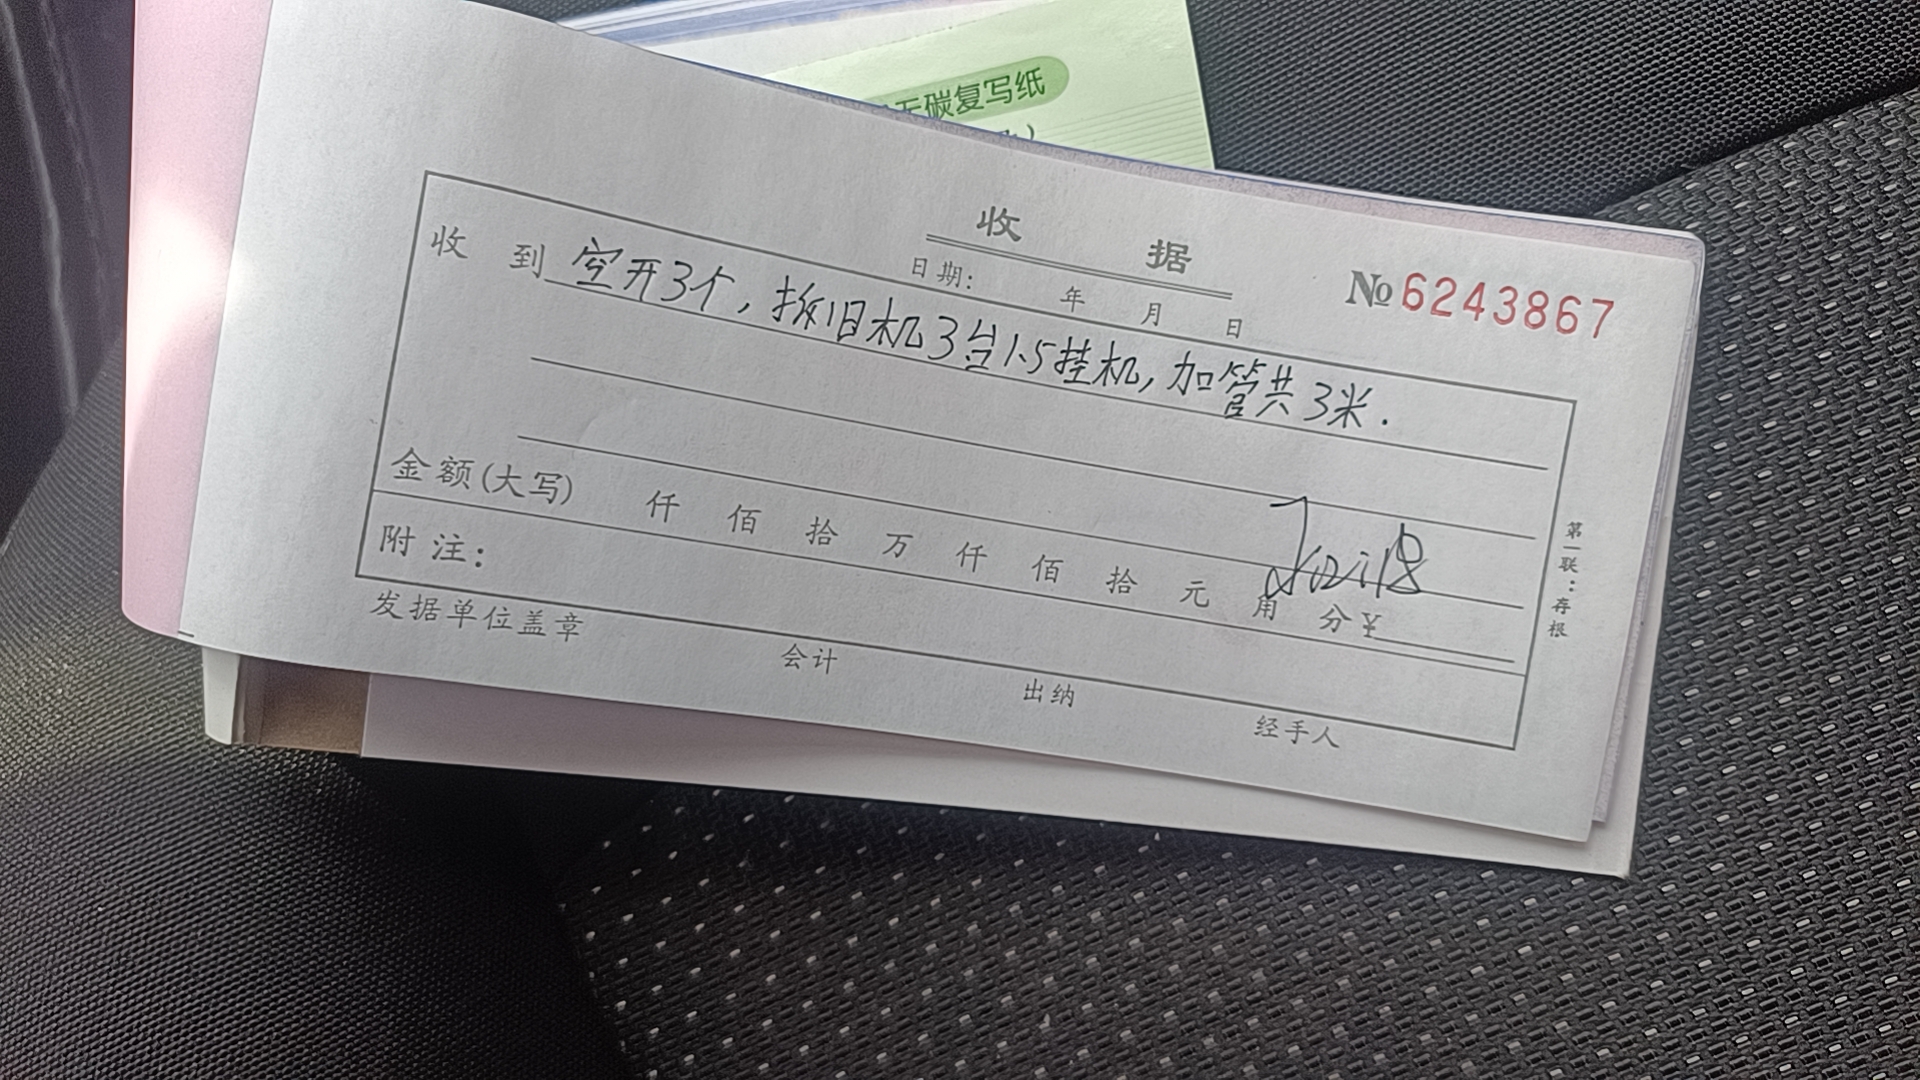 碳复写纸
收 据
日期: 年 月 日
№6243867
收 到 空开3个，拆旧机3台1.5挂机，加管共3米.
金额(大写) 仟 佰 拾 万 仟 佰 拾 元 角 分¥
附 注：
发据单位盖章 会计 出纳 经手人
第一联：存根